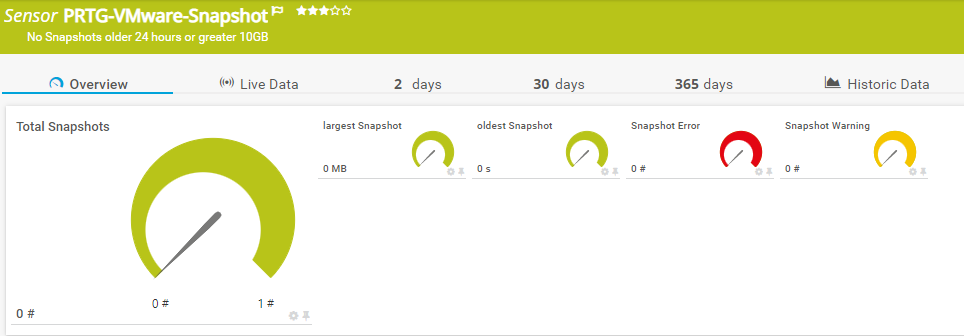 Sensor PRTG-VMware-Snapshot
No Snapshots older 24 hours or greater 10GB
Overview Live Data 2 days 30 days 365 days Historic Data
Total Snapshots
0 # 1 #
0 #
largest Snapshot
0 MB
oldest Snapshot
0 s
Snapshot Error
0 #
Snapshot Warning
0 #